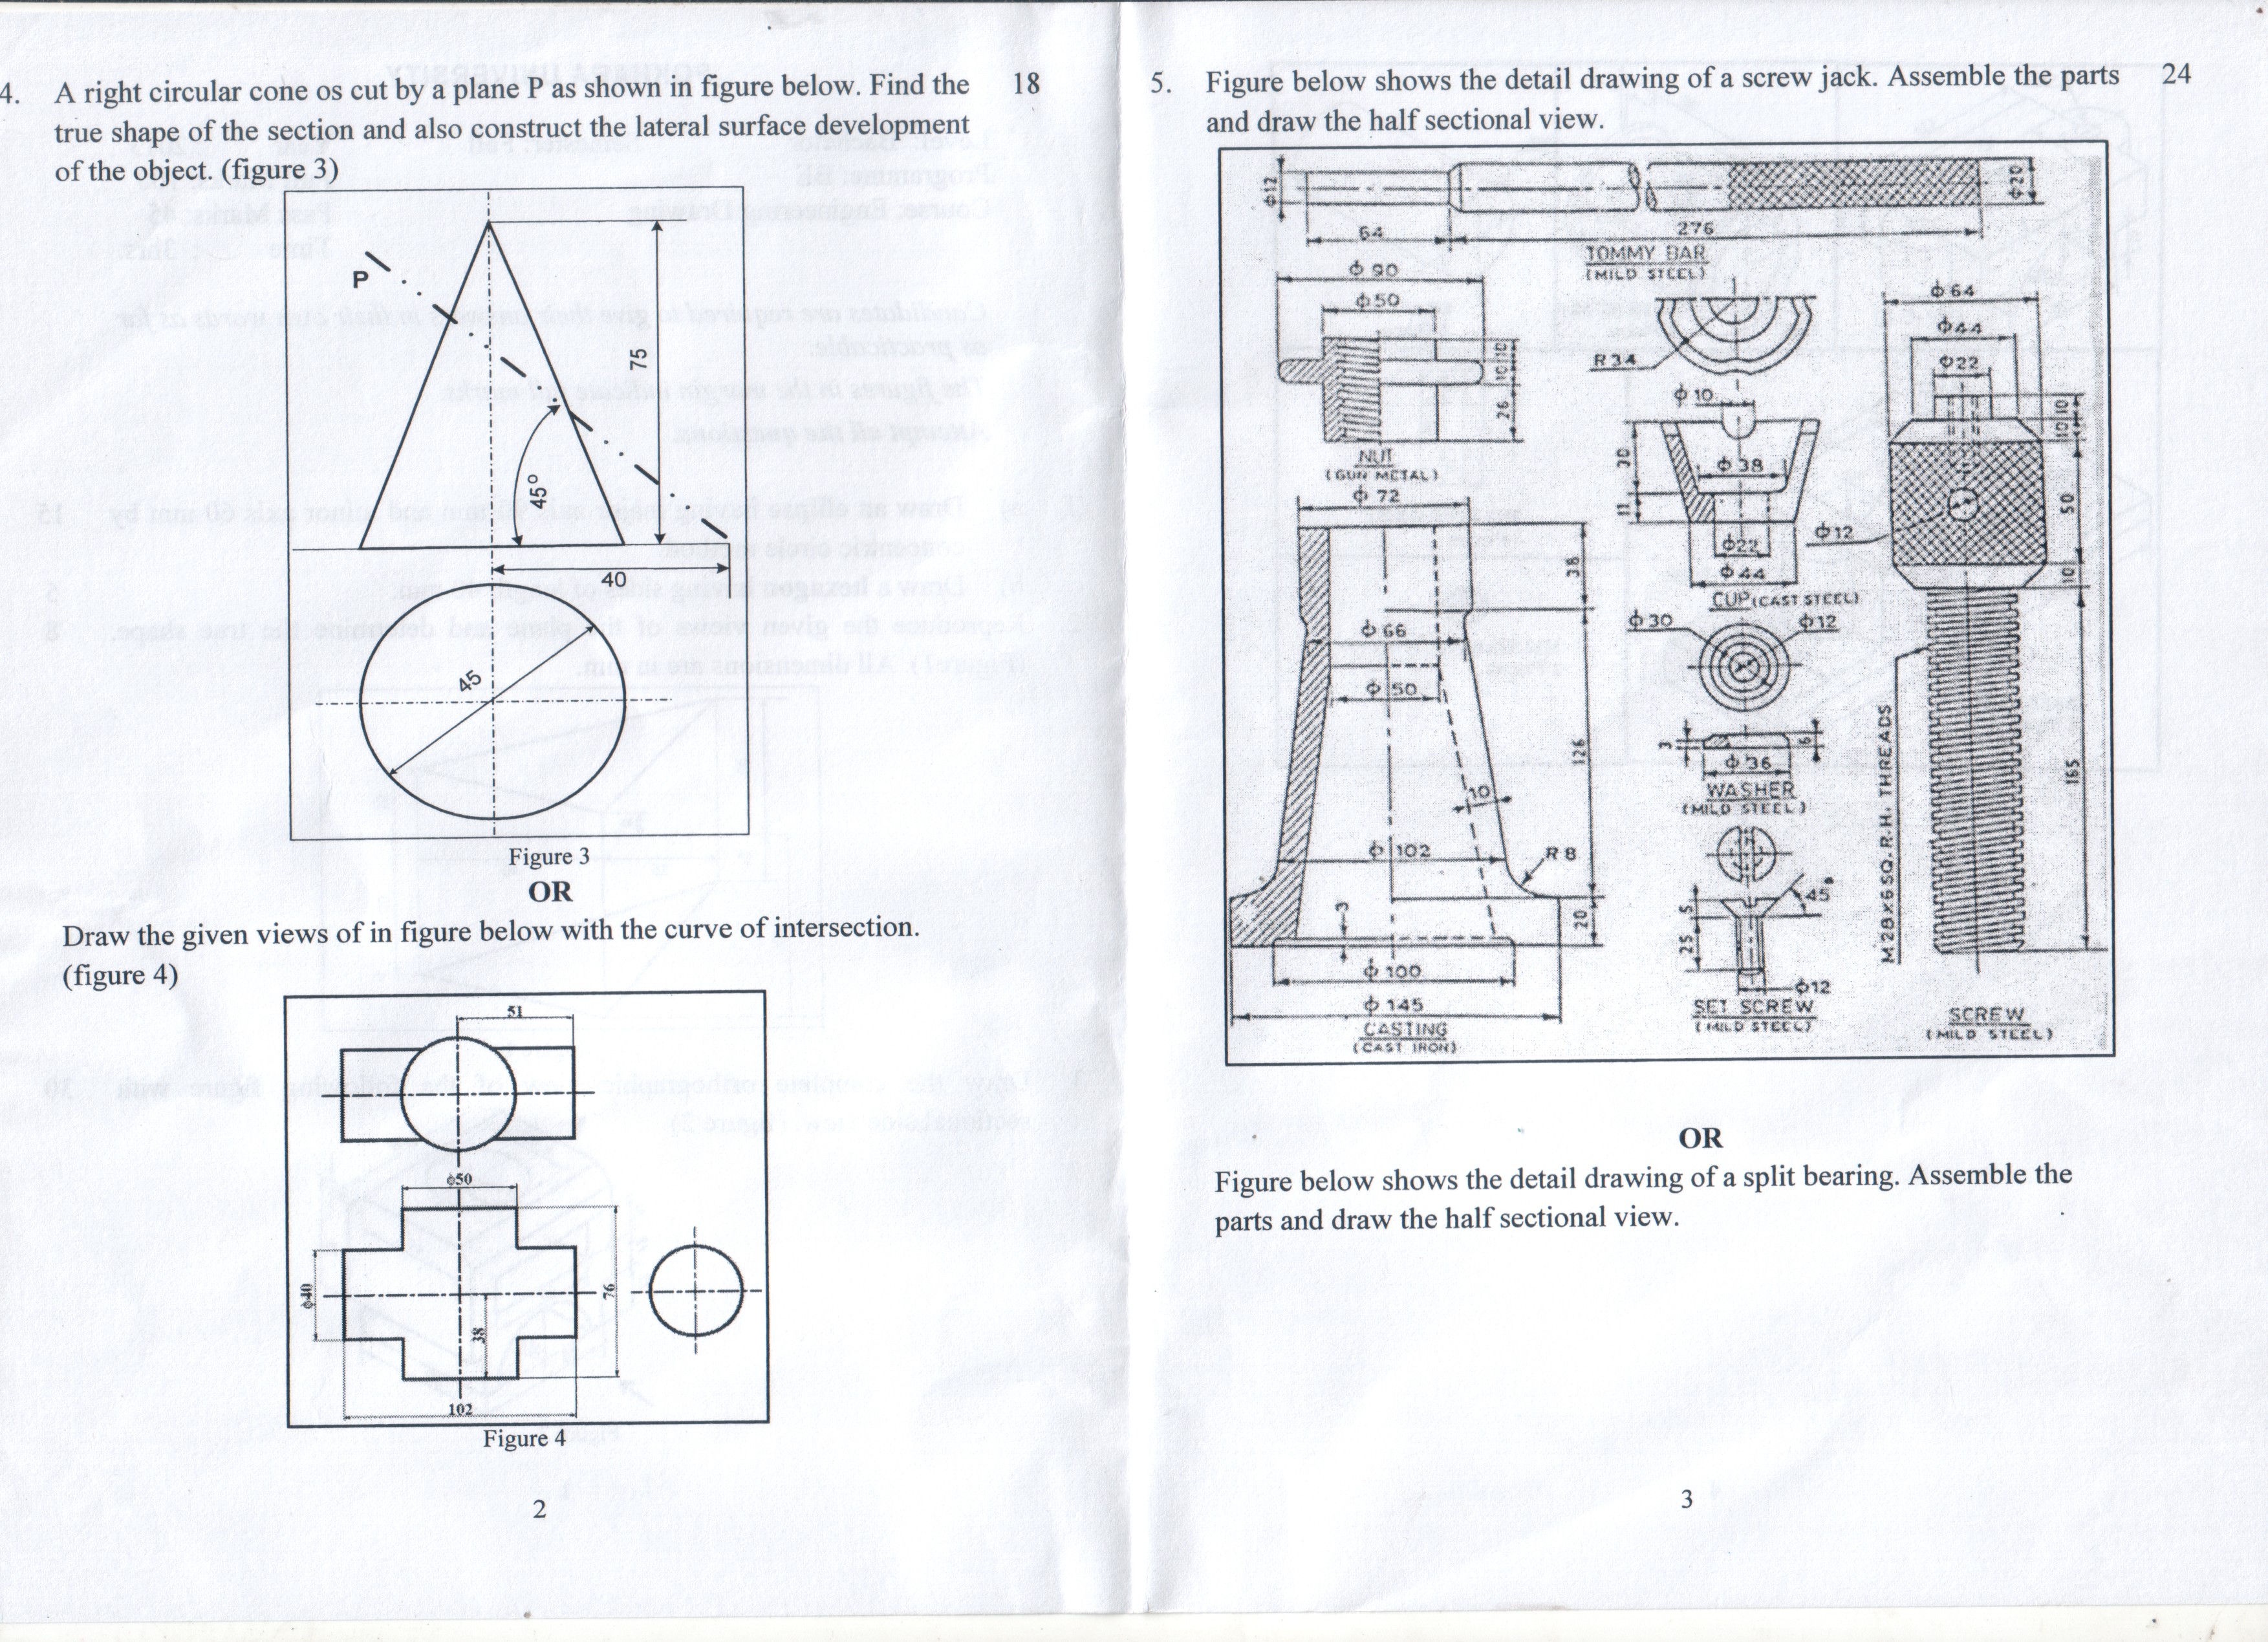 4. A right circular cone os cut by a plane P as shown in figure below. Find the 18
true shape of the section and also construct the lateral surface development
of the object. (figure 3)
P
75
45°
40
45
Figure 3
OR
Draw the given views of in figure below with the curve of intersection.
(figure 4)
51
ϕ50
ϕ40
76
38
102
Figure 4
2
5. Figure below shows the detail drawing of a screw jack. Assemble the parts 24
and draw the half sectional view.
ϕ12
ϕ20
64
276
TOMMY BAR
(MILD STEEL)
ϕ 90
ϕ50
10 10
26
NUT
(GUN METAL)
R34
ϕ 10
30
ϕ 38
11
ϕ22
ϕ 44
CUP (CAST STEEL)
ϕ 64
ϕ44
ϕ22
10 10
50
ϕ12
10
165
M 28×6 SQ. R.H. THREADS
SCREW
(MILD STEEL)
ϕ 72
38
ϕ 66
ϕ 50
126
10
ϕ 102
R 8
3
20
ϕ 100
ϕ 145
CASTING
(CAST IRON)
ϕ 30
ϕ12
3
6
ϕ 36
WASHER
(MILD STEEL)
45°
5
25
ϕ12
SET SCREW
(MILD STEEL)
OR
Figure below shows the detail drawing of a split bearing. Assemble the
parts and draw the half sectional view.
3